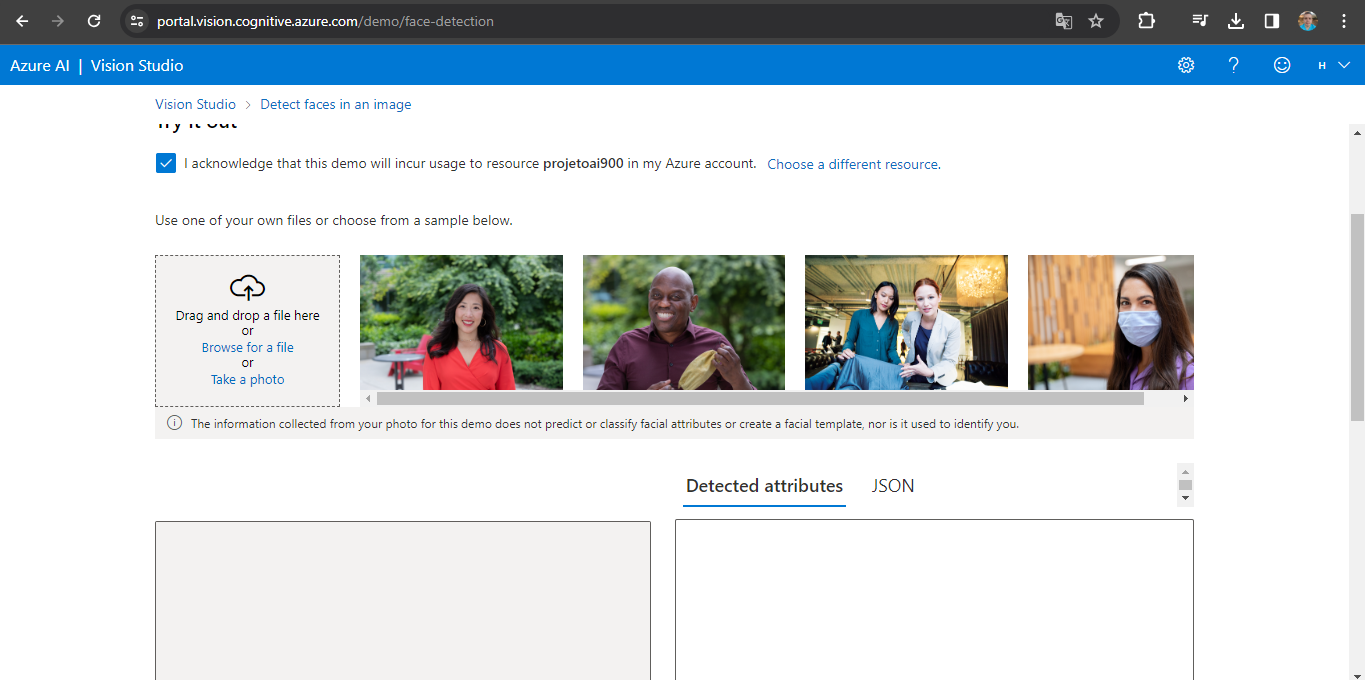 portal.vision.cognitive.azure.com/demo/face-detection
Azure AI | Vision Studio
?
H
Vision Studio > Detect faces in an image
Try it out
I acknowledge that this demo will incur usage to resource projetoai900 in my Azure account. Choose a different resource.
Use one of your own files or choose from a sample below.
Drag and drop a file here
or
Browse for a file
or
Take a photo
The information collected from your photo for this demo does not predict or classify facial attributes or create a facial template, nor is it used to identify you.
Detected attributes JSON